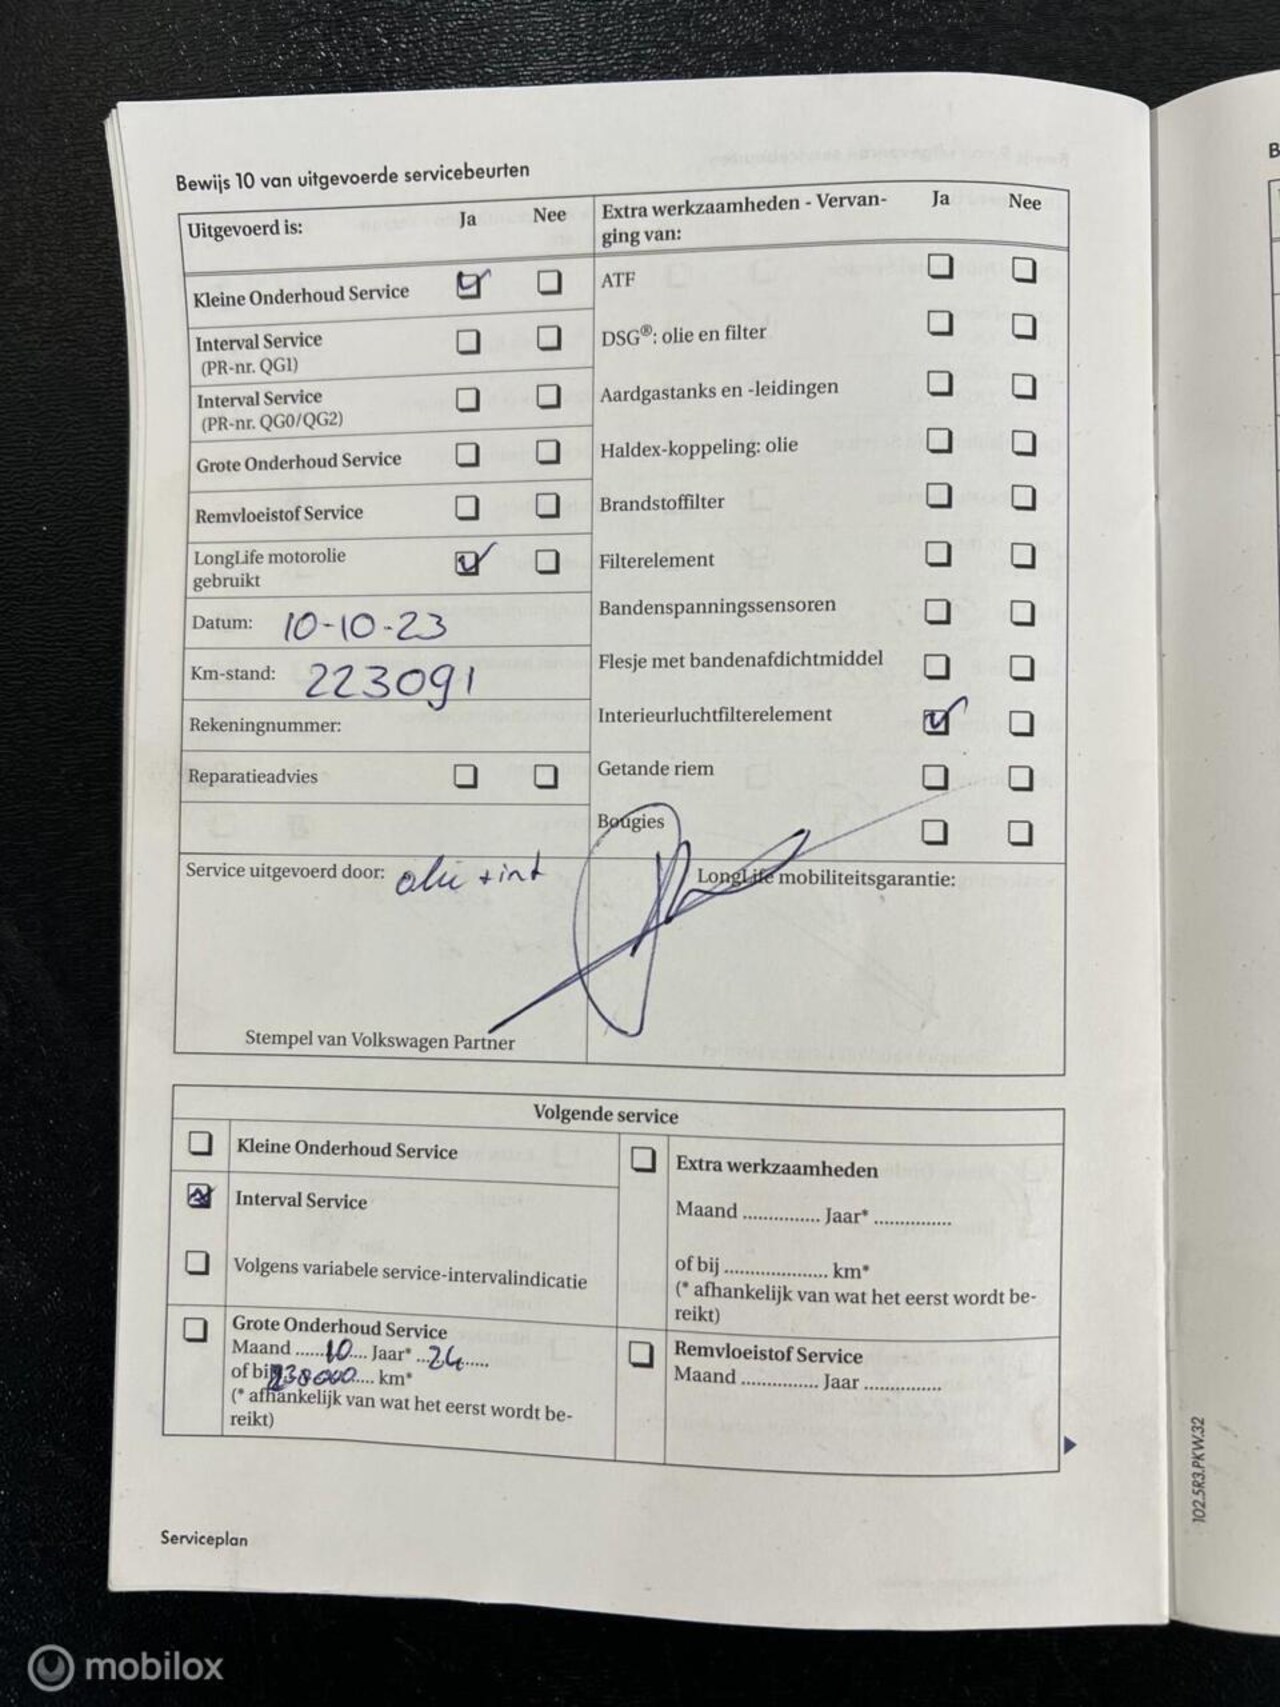 Bewijs 10 van uitgevoerde servicebeurten
Uitgevoerd is: Ja Nee
Kleine Onderhoud Service
Interval Service
(PR-nr. QG1)
Interval Service
(PR-nr. QG0/QG2)
Grote Onderhoud Service
Remvloeistof Service
LongLife motorolie
gebruikt
Datum: 10-10-23
Km-stand: 223091
Rekeningnummer:
Reparatieadvies
Service uitgevoerd door: olie + int
Stempel van Volkswagen Partner
Extra werkzaamheden - Vervan-
ging van: Ja Nee
ATF
DSG®: olie en filter
Aardgastanks en -leidingen
Haldex-koppeling: olie
Brandstoffilter
Filterelement
Bandenspanningssensoren
Flesje met bandenafdichtmiddel
Interieurluchtfilterelement
Getande riem
Bougies
LongLife mobiliteitsgarantie:
Volgende service
Kleine Onderhoud Service
Interval Service
Volgens variabele service-intervalindicatie
Grote Onderhoud Service
Maand .......10.... Jaar* ...24......
of bij 238000.... km*
(* afhankelijk van wat het eerst wordt be-
reikt)
Extra werkzaamheden
Maand ............... Jaar* ...............
of bij .................... km*
(* afhankelijk van wat het eerst wordt be-
reikt)
Remvloeistof Service
Maand ............... Jaar ...............
Serviceplan
102.5R3.PKW.32
B
mobilox